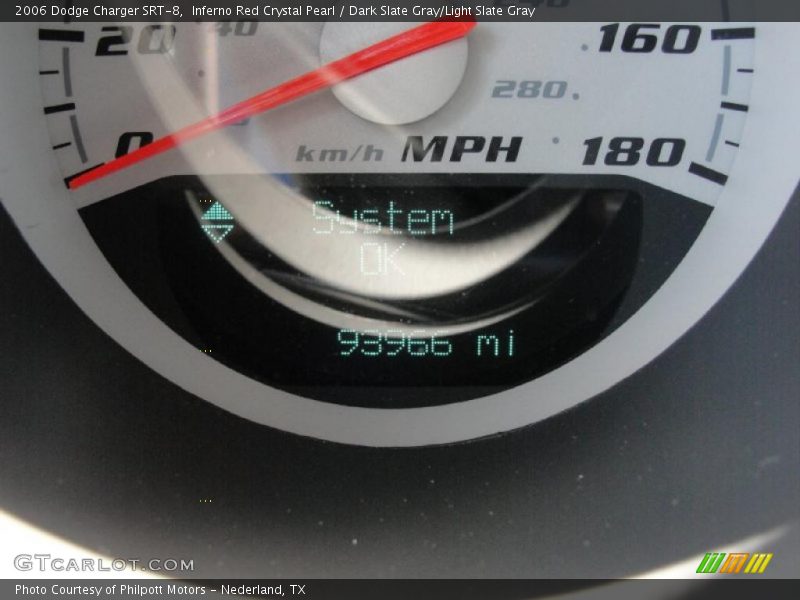 2006 Dodge Charger SRT-8, Inferno Red Crystal Pearl / Dark Slate Gray/Light Slate Gray
20 40 160
280
0 km/h MPH 180
System
OK
93966 mi
GTCARLOT.COM
Photo Courtesy of Philpott Motors - Nederland, TX